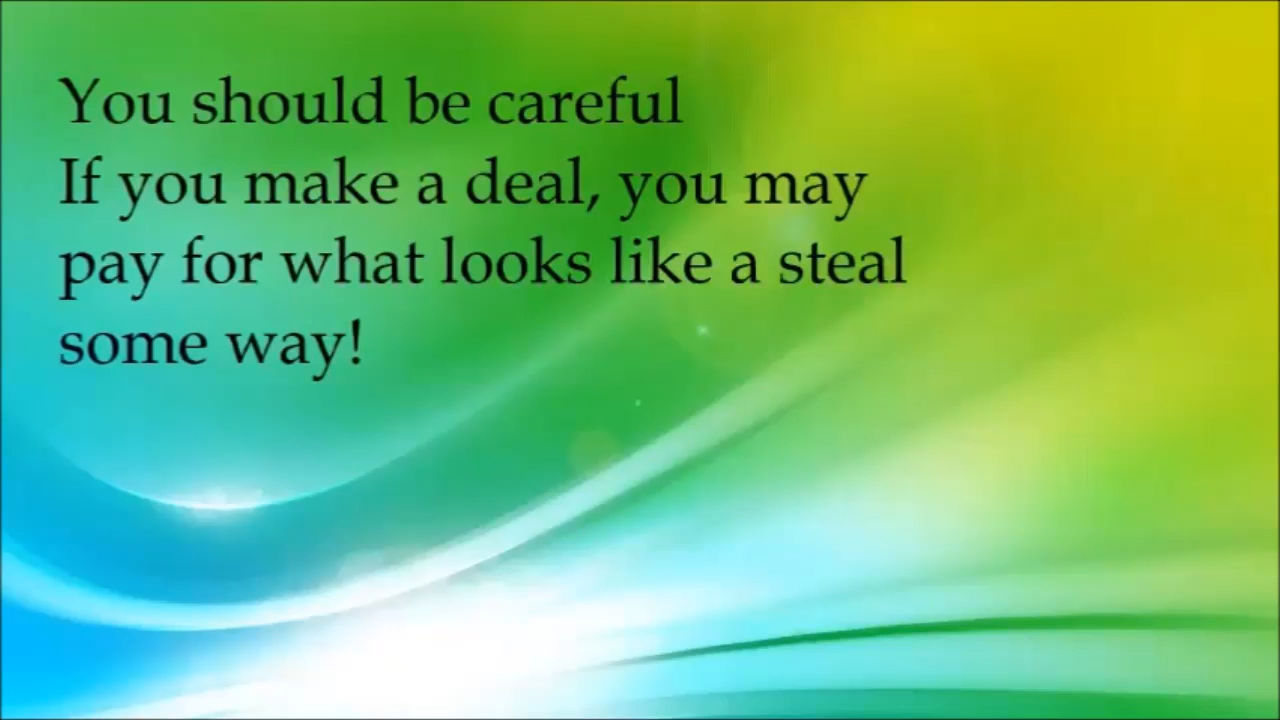 You should be careful
If you make a deal, you may
pay for what looks like a steal
some way!